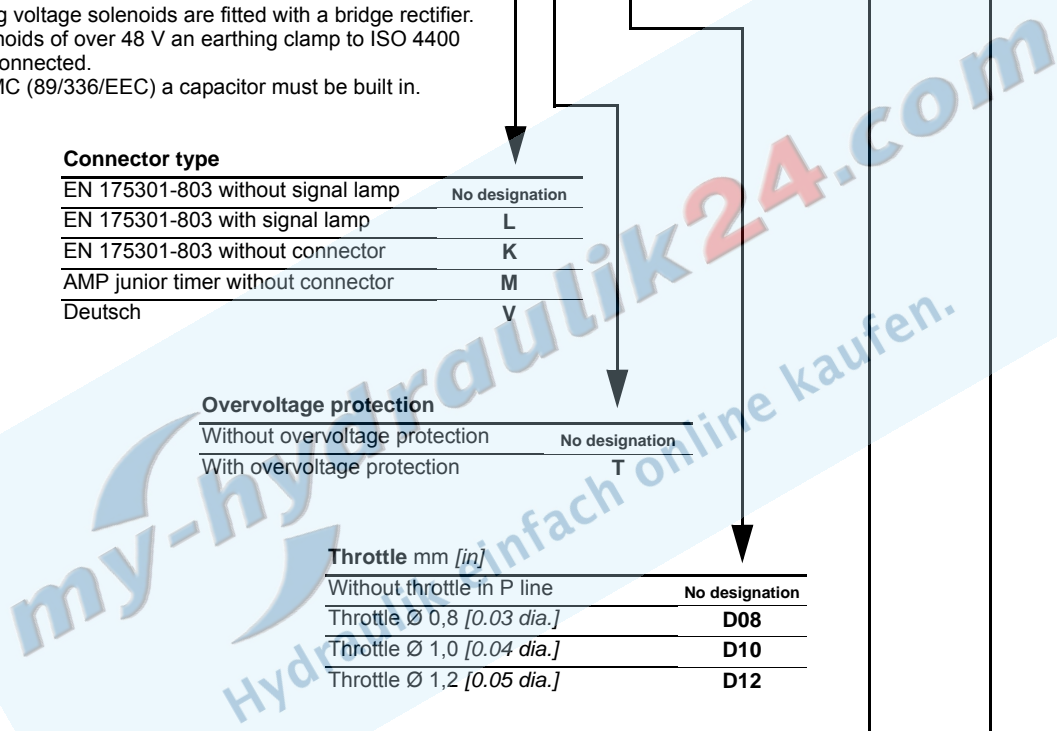 g voltage solenoids are fitted with a bridge rectifier.
noids of over 48 V an earthing clamp to ISO 4400
onnected.
MC (89/336/EEC) a capacitor must be built in.
Connector type
EN 175301-803 without signal lamp No designation
EN 175301-803 with signal lamp L
EN 175301-803 without connector K
AMP junior timer without connector M
Deutsch V
Overvoltage protection
Without overvoltage protection No designation
With overvoltage protection T
Throttle mm [in]
Without throttle in P line No designation
Throttle Ø 0,8 [0.03 dia.] D08
Throttle Ø 1,0 [0.04 dia.] D10
Throttle Ø 1,2 [0.05 dia.] D12
my-hydraulik24.com
Hydraulik einfach online kaufen.